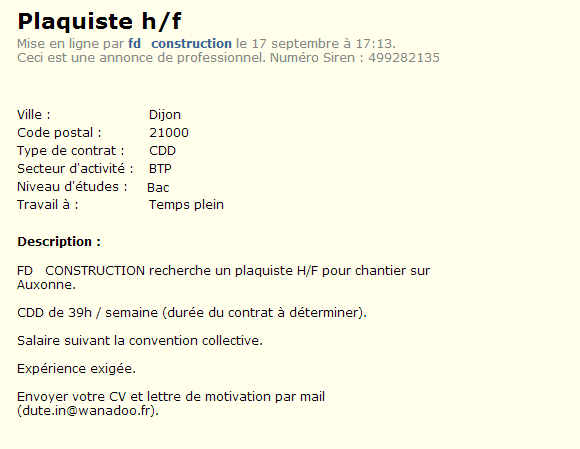 Plaquiste h/f
Mise en ligne par fd construction le 17 septembre à 17:13.
Ceci est une annonce de professionnel. Numéro Siren : 499282135
Ville : Dijon
Code postal : 21000
Type de contrat : CDD
Secteur d'activité : BTP
Niveau d'études : Bac
Travail à : Temps plein
Description :
FD CONSTRUCTION recherche un plaquiste H/F pour chantier sur
Auxonne.
CDD de 39h / semaine (durée du contrat à déterminer).
Salaire suivant la convention collective.
Expérience exigée.
Envoyer votre CV et lettre de motivation par mail
(dute.in@wanadoo.fr).